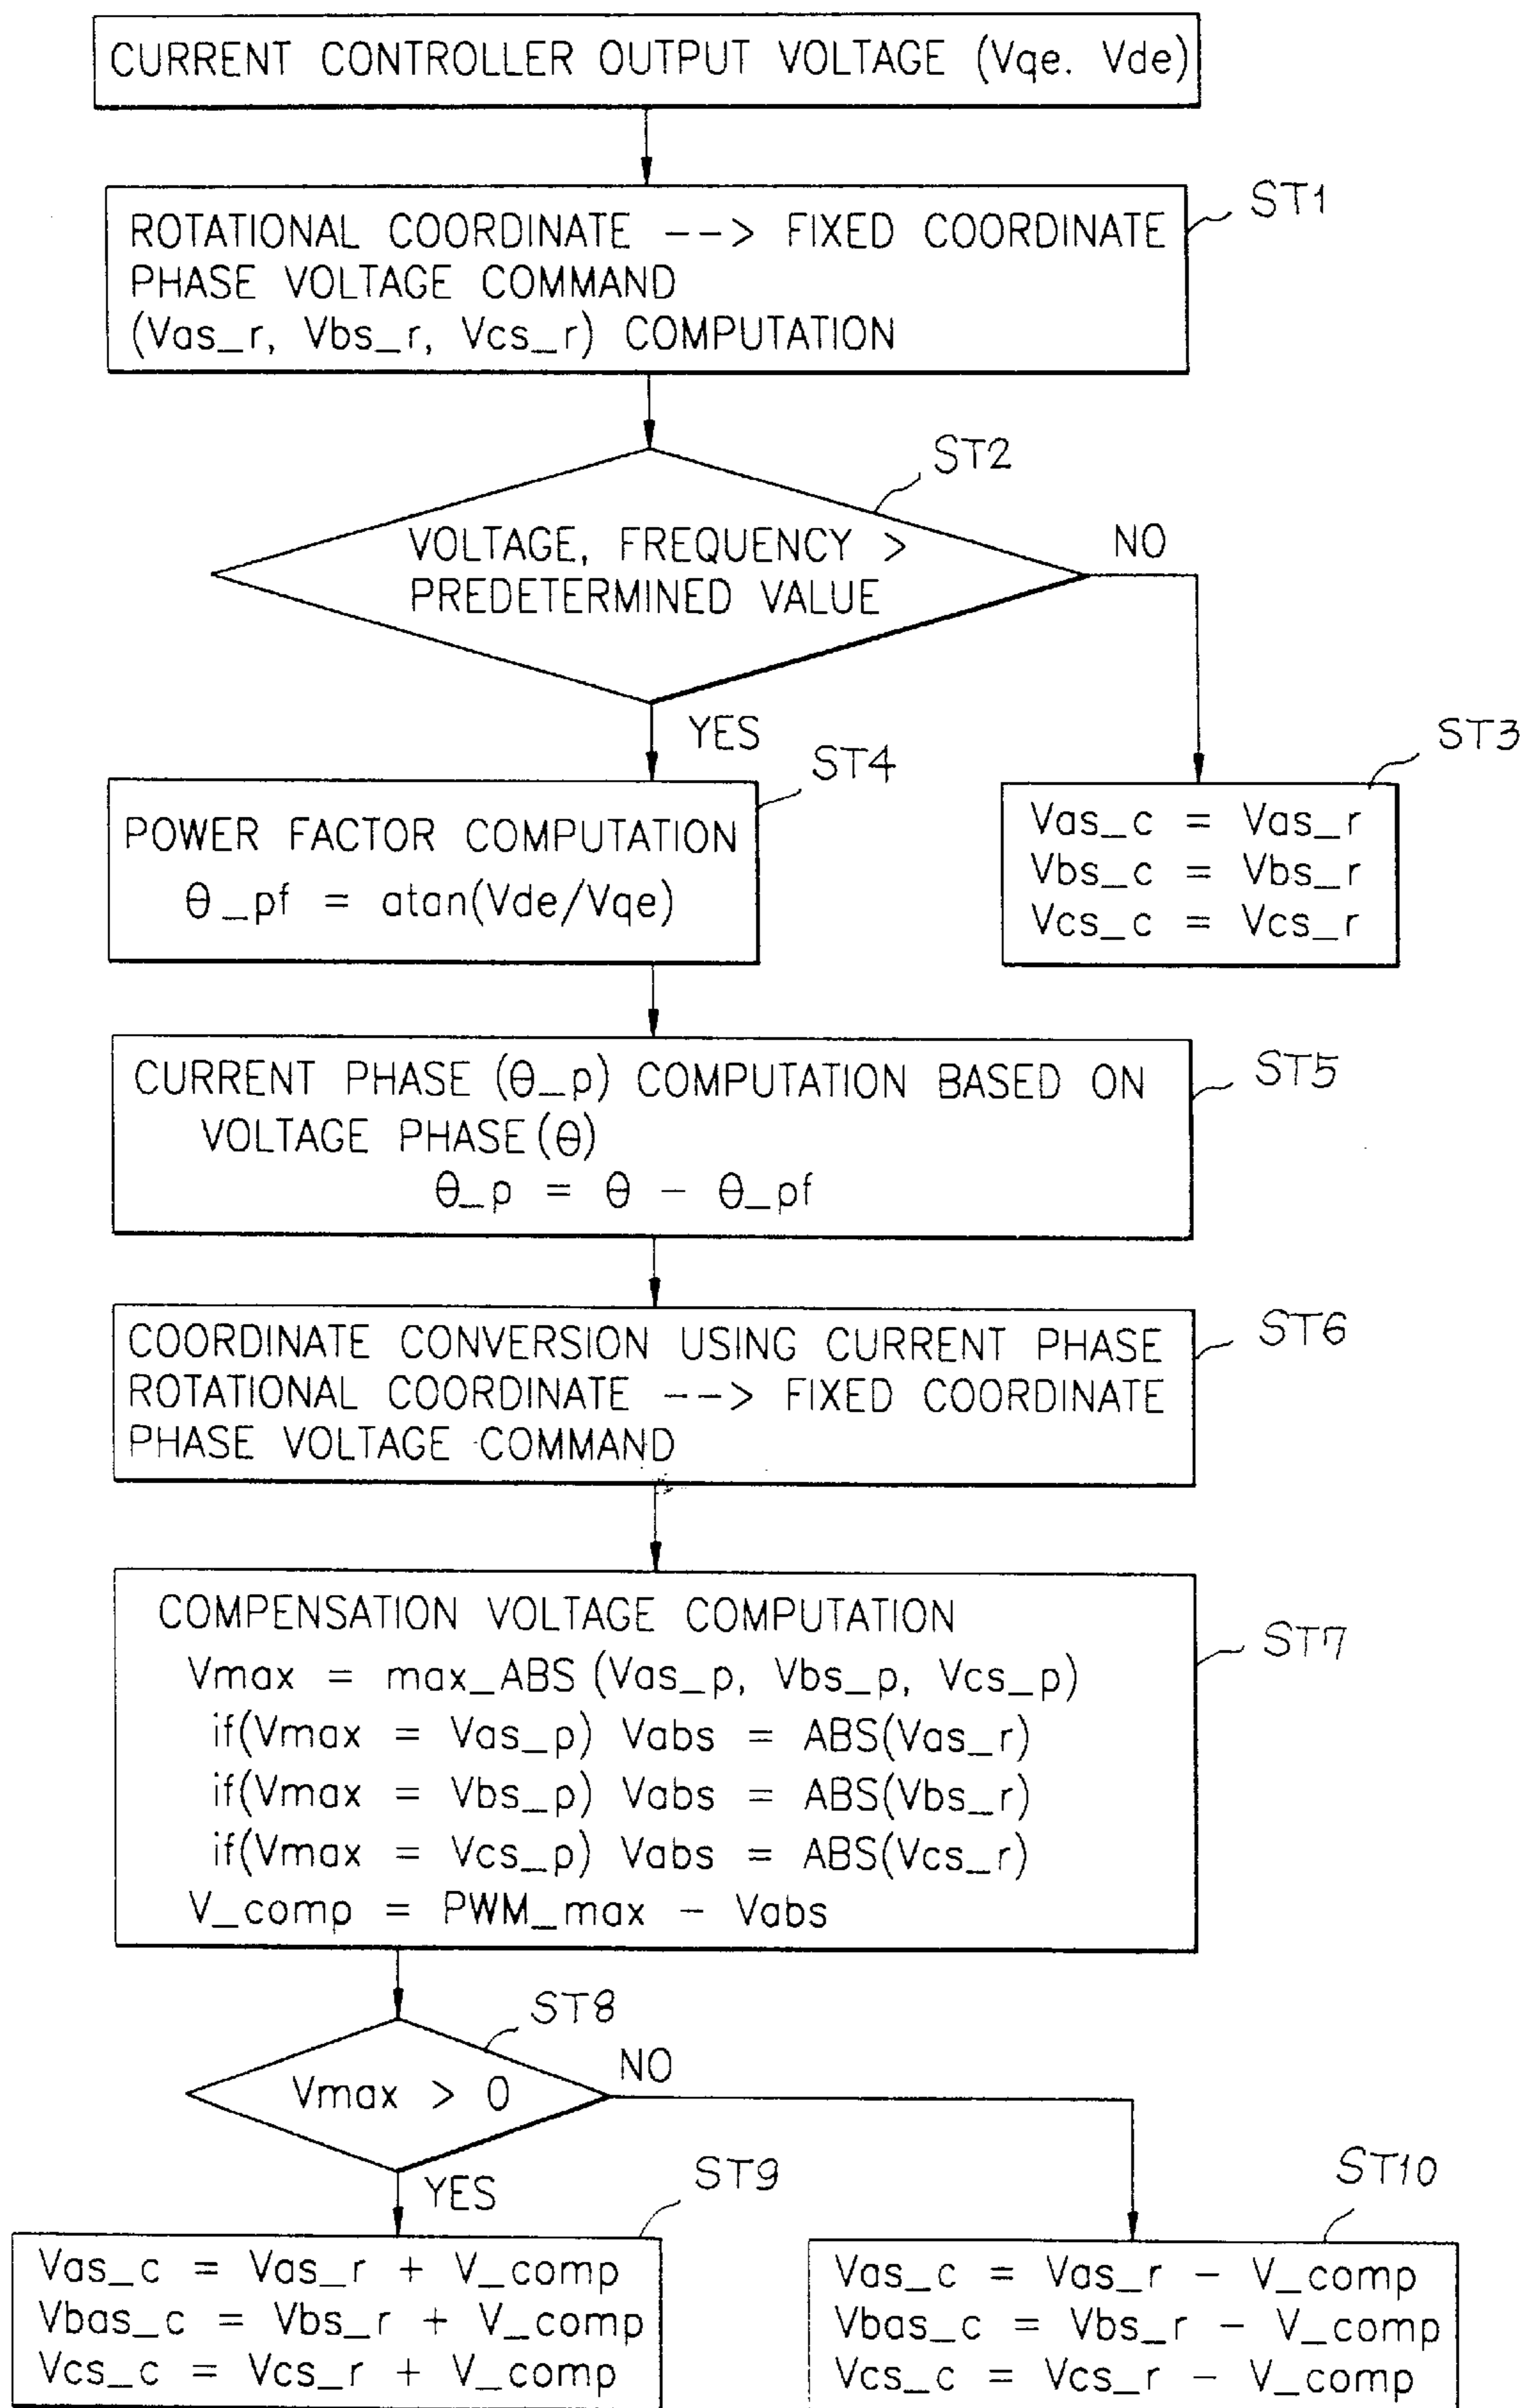 CURRENT CONTROLLER OUTPUT VOLTAGE (Vqe. Vde)
ST1
ROTATIONAL COORDINATE --> FIXED COORDINATE
PHASE VOLTAGE COMMAND
(Vas_r, Vbs_r, Vcs_r) COMPUTATION
ST2
VOLTAGE, FREQUENCY >
PREDETERMINED VALUE
NO
YES
ST3
Vas_c = Vas_r
Vbs_c = Vbs_r
Vcs_c = Vcs_r
ST4
POWER FACTOR COMPUTATION
θ_pf = atan(Vde/Vqe)
ST5
CURRENT PHASE (θ_p) COMPUTATION BASED ON
VOLTAGE PHASE (θ)
θ_p = θ - θ_pf
ST6
COORDINATE CONVERSION USING CURRENT PHASE
ROTATIONAL COORDINATE --> FIXED COORDINATE
PHASE VOLTAGE COMMAND
ST7
COMPENSATION VOLTAGE COMPUTATION
Vmax = max_ABS (Vas_p, Vbs_p, Vcs_p)
if(Vmax = Vas_p) Vabs = ABS(Vas_r)
if(Vmax = Vbs_p) Vabs = ABS(Vbs_r)
if(Vmax = Vcs_p) Vabs = ABS(Vcs_r)
V_comp = PWM_max - Vabs
ST8
Vmax > 0
NO
YES
ST9
Vas_c = Vas_r + V_comp
Vbas_c = Vbs_r + V_comp
Vcs_c = Vcs_r + V_comp
ST10
Vas_c = Vas_r - V_comp
Vbas_c = Vbs_r - V_comp
Vcs_c = Vcs_r - V_comp